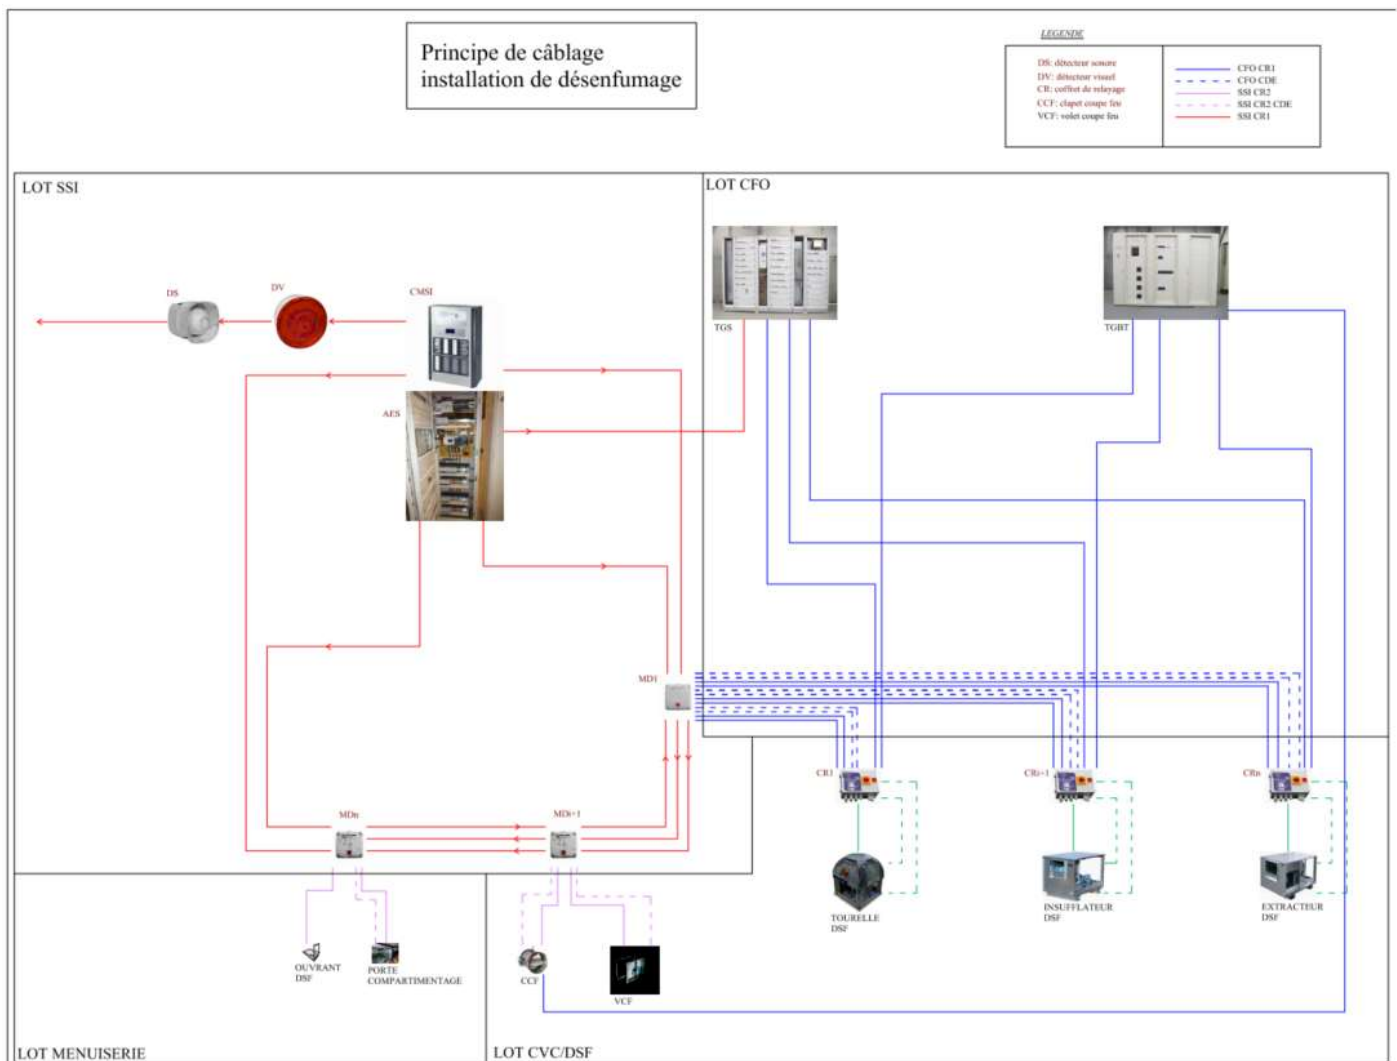 Principe de câblage
installation de désenfumage
LEGENDE
DS: détecteur sonore
DV: détecteur visuel
CR: coffret de relayage
CCF: clapet coupe feu
VCF: volet coupe feu
CFO CR1
CFO CDE
SSI CR2
SSI CR2 CDE
SSI CR1
LOT SSI
LOT CFO
DS
DV
CMSI
AES
TGS
TGBT
MD1
MDn
MDi+1
CR1
CRi+1
CRn
TOURELLE
DSF
INSUFFLATEUR
DSF
EXTRACTEUR
DSF
OUVRANT
DSF
PORTE
COMPARTIMENTAGE
CCF
VCF
LOT MENUISERIE
LOT CVC/DSF